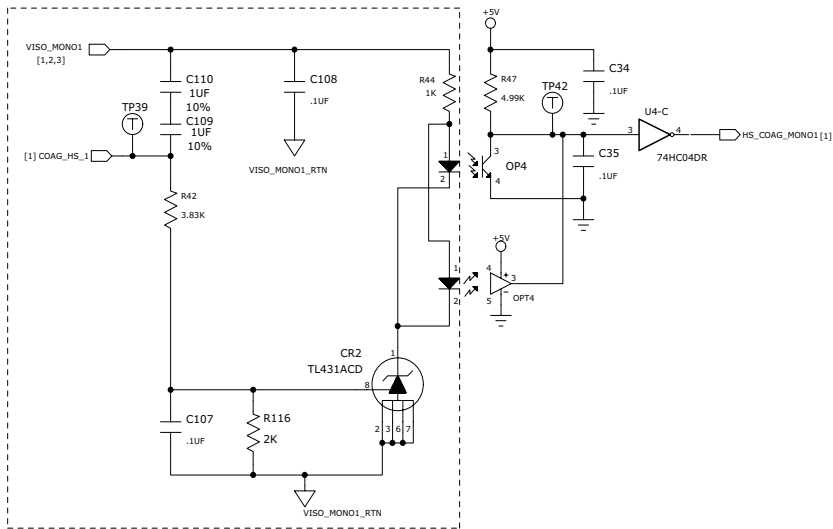 +5V
VISO_MONO1
[1,2,3]
C110
1UF
10%
C109
1UF
10%
TP39
[1] COAG_HS_1
C108
.1UF
VISO_MONO1_RTN
R44
1K
R47
4.99K
TP42
C34
.1UF
U4-C
3
4
74HC04DR
HS_COAG_MONO1 [1]
C35
.1UF
1
2
3
4
OP4
R42
3.83K
+5V
1
2
4
5
3
+
-
OPT4
CR2
TL431ACD
1
8
2
3
6
7
C107
.1UF
R116
2K
VISO_MONO1_RTN
T
T